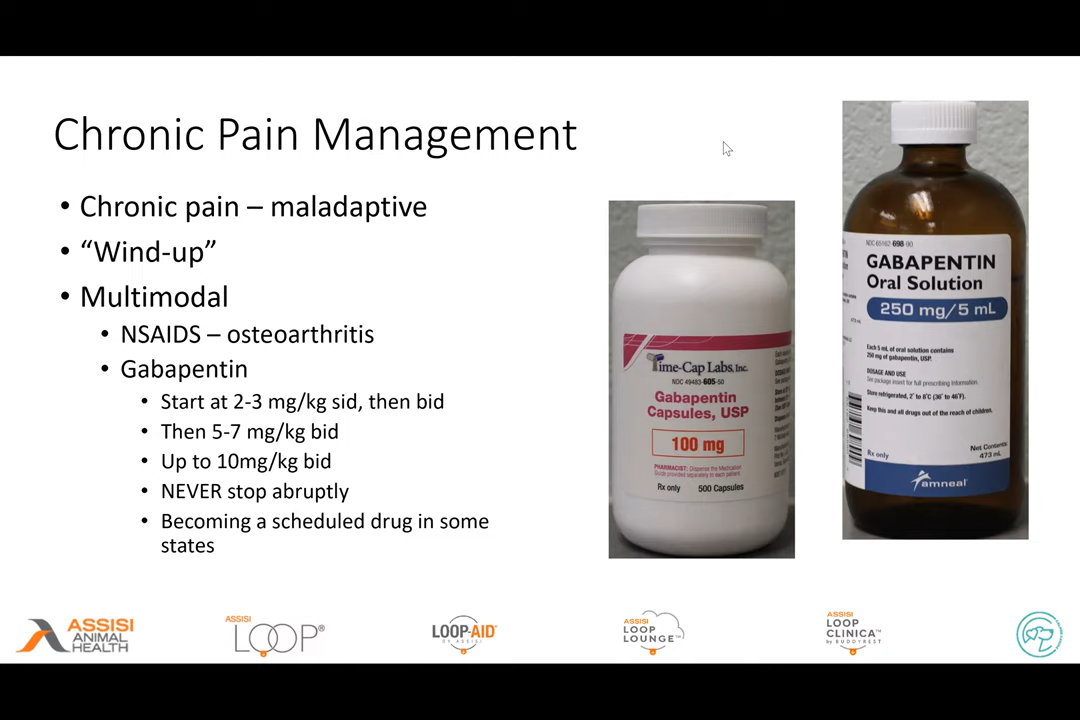 Chronic Pain Management
• Chronic pain – maladaptive
• “Wind-up”
• Multimodal
• NSAIDS – osteoarthritis
• Gabapentin
• Start at 2-3 mg/kg sid, then bid
• Then 5-7 mg/kg bid
• Up to 10mg/kg bid
• NEVER stop abruptly
• Becoming a scheduled drug in some
states
Time-Cap Labs, Inc.
NDC 49483-605-50
Gabapentin
Capsules, USP
100 mg
PHARMACIST: Dispense the Medication
Guide provided separately to each patient.
Rx only 500 Capsules
NDC 65162-698-90
GABAPENTIN
Oral Solution
250 mg/5 mL
Each 5 mL of oral solution contains
250 mg of gabapentin, USP.
DOSAGE AND USE
See package insert for full prescribing information.
Store refrigerated, 2° to 8°C (36° to 46°F).
Keep this and all drugs out of the reach of children.
Rx only
Net Contents:
473 mL
amneal
ASSISI
ANIMAL
HEALTH
ASSISI
LOOP®
LOOP-AID®
BY ASSISI
ASSISI
LOOP
LOUNGE™
ASSISI
LOOP
CLINICA™
by BUDDYREST